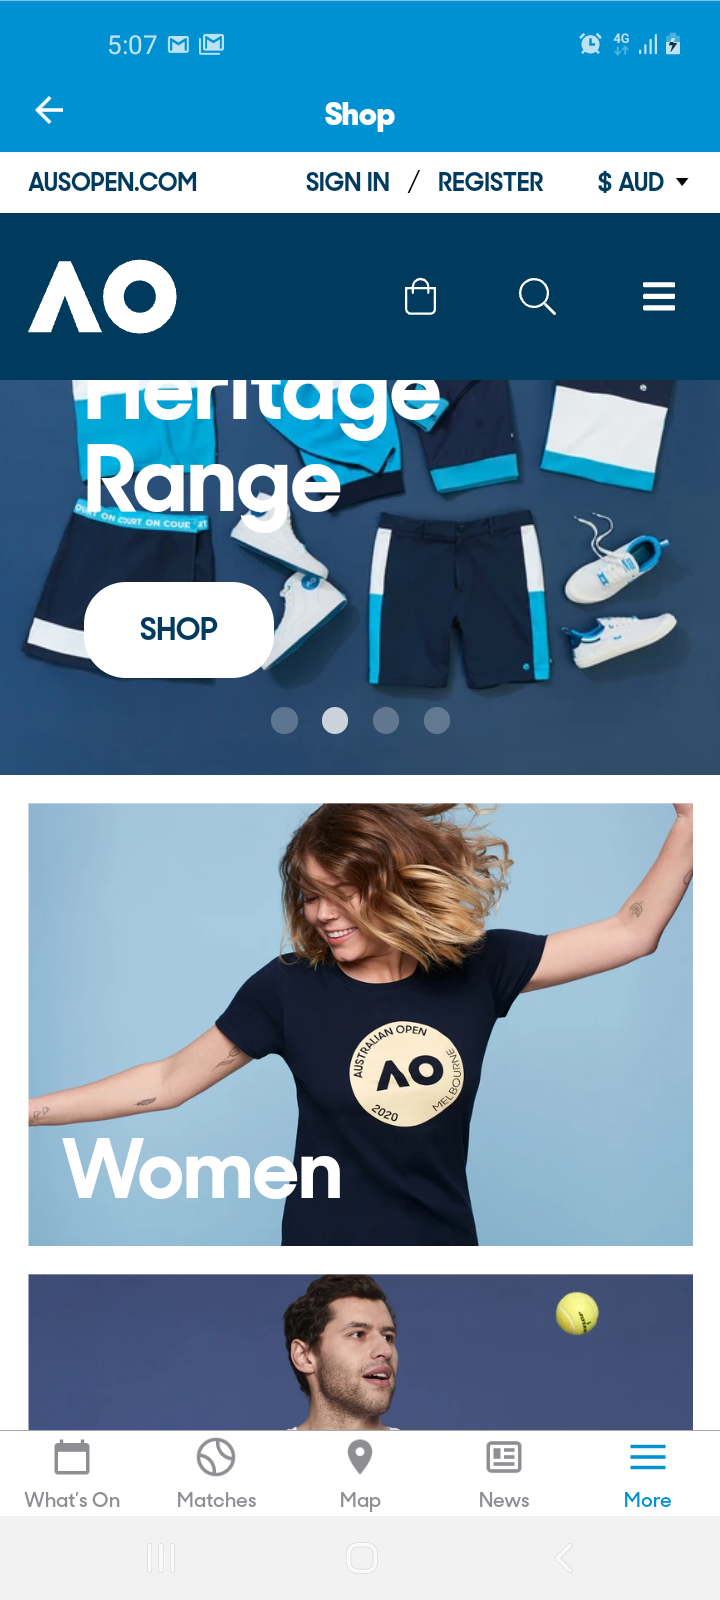 5:07
4G
Shop
AUSOPEN.COM
SIGN IN / REGISTER
$ AUD
AO
Heritage
Range
COURT ON COURT ON COURT
SHOP
AUSTRALIAN OPEN
AO
MELBOURNE
2020
Women
What's On
Matches
Map
News
More